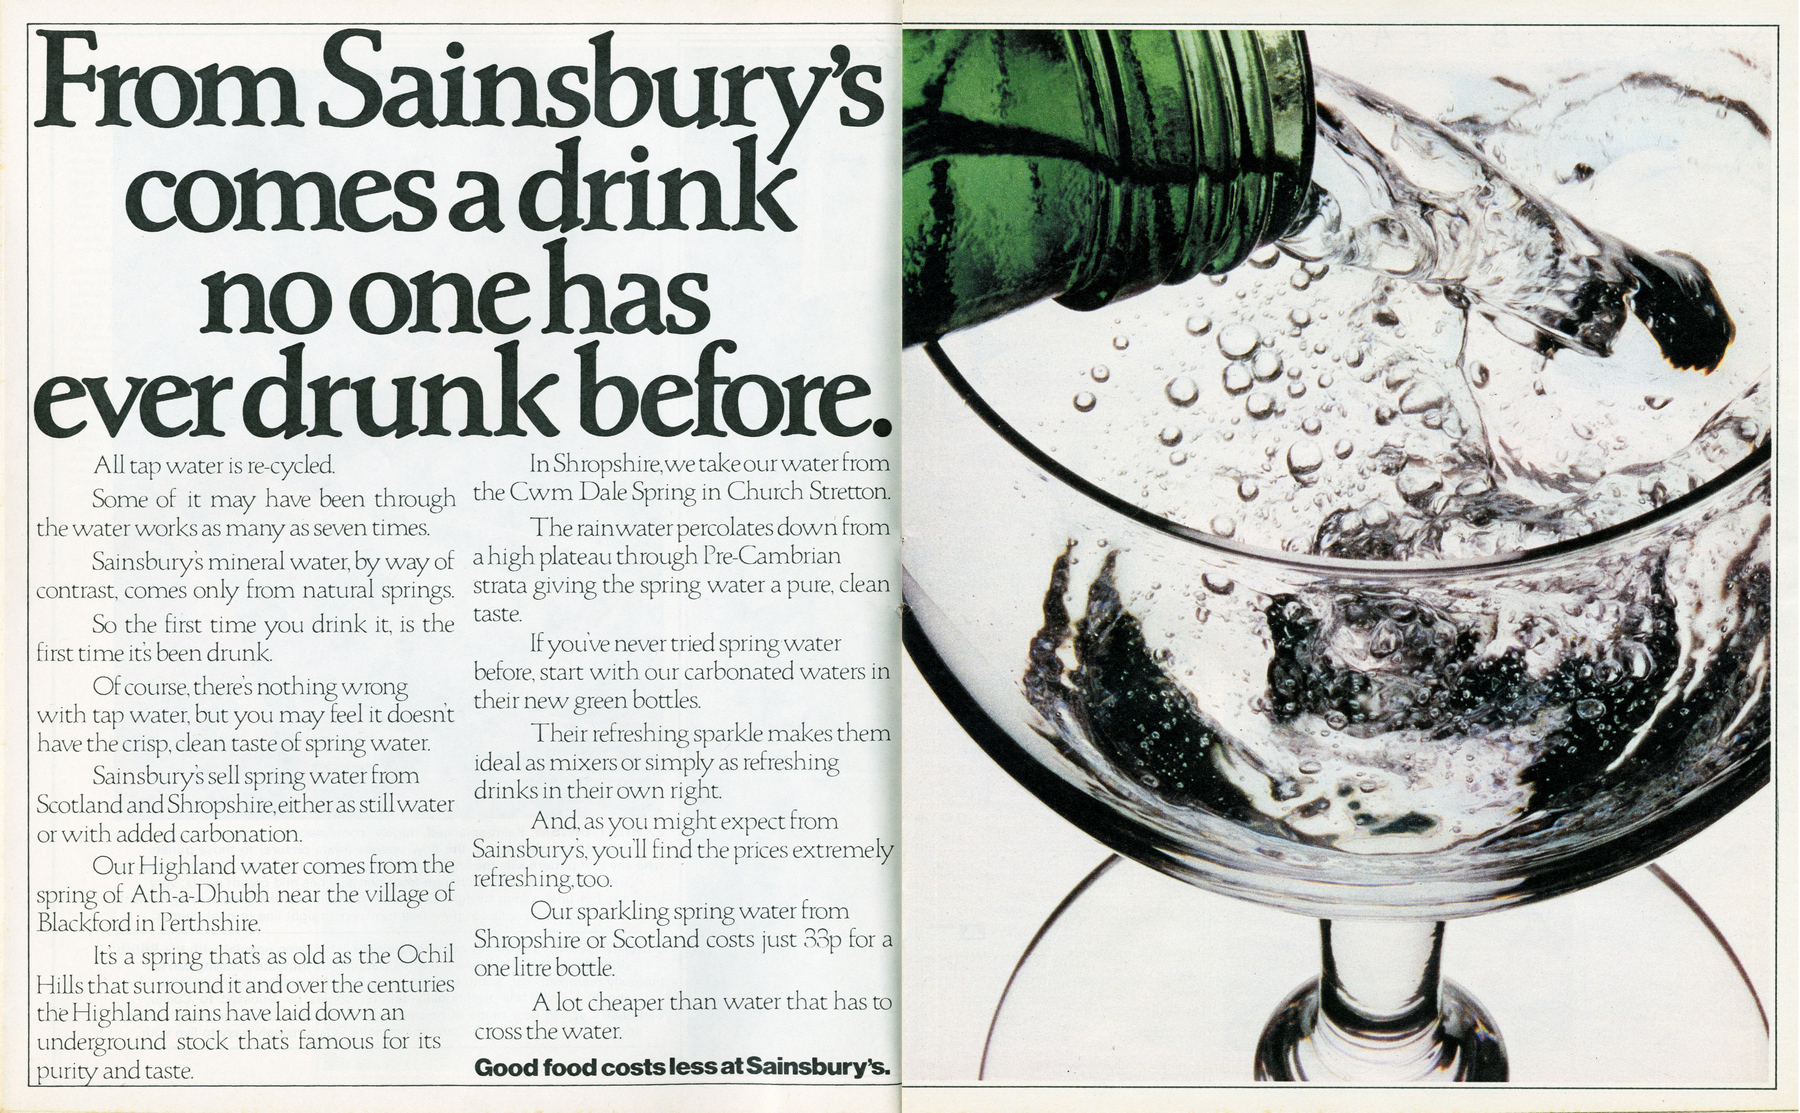 From Sainsbury's
comes a drink
no one has
ever drunk before.
All tap water is re-cycled.
Some of it may have been through
the water works as many as seven times.
Sainsbury's mineral water, by way of
contrast, comes only from natural springs.
So the first time you drink it, is the
first time it's been drunk.
Of course, there's nothing wrong
with tap water, but you may feel it doesn't
have the crisp, clean taste of spring water.
Sainsbury's sell spring water from
Scotland and Shropshire, either as still water
or with added carbonation.
Our Highland water comes from the
spring of Ath-a-Dhubh near the village of
Blackford in Perthshire.
It's a spring that's as old as the Ochil
Hills that surround it and over the centuries
the Highland rains have laid down an
underground stock that's famous for its
purity and taste.
In Shropshire, we take our water from
the Cwm Dale Spring in Church Stretton.
The rainwater percolates down from
a high plateau through Pre-Cambrian
strata giving the spring water a pure, clean
taste.
If you've never tried spring water
before, start with our carbonated waters in
their new green bottles.
Their refreshing sparkle makes them
ideal as mixers or simply as refreshing
drinks in their own right.
And, as you might expect from
Sainsbury's, you'll find the prices extremely
refreshing, too.
Our sparkling spring water from
Shropshire or Scotland costs just 33p for a
one litre bottle.
A lot cheaper than water that has to
cross the water.
Good food costs less at Sainsbury's.